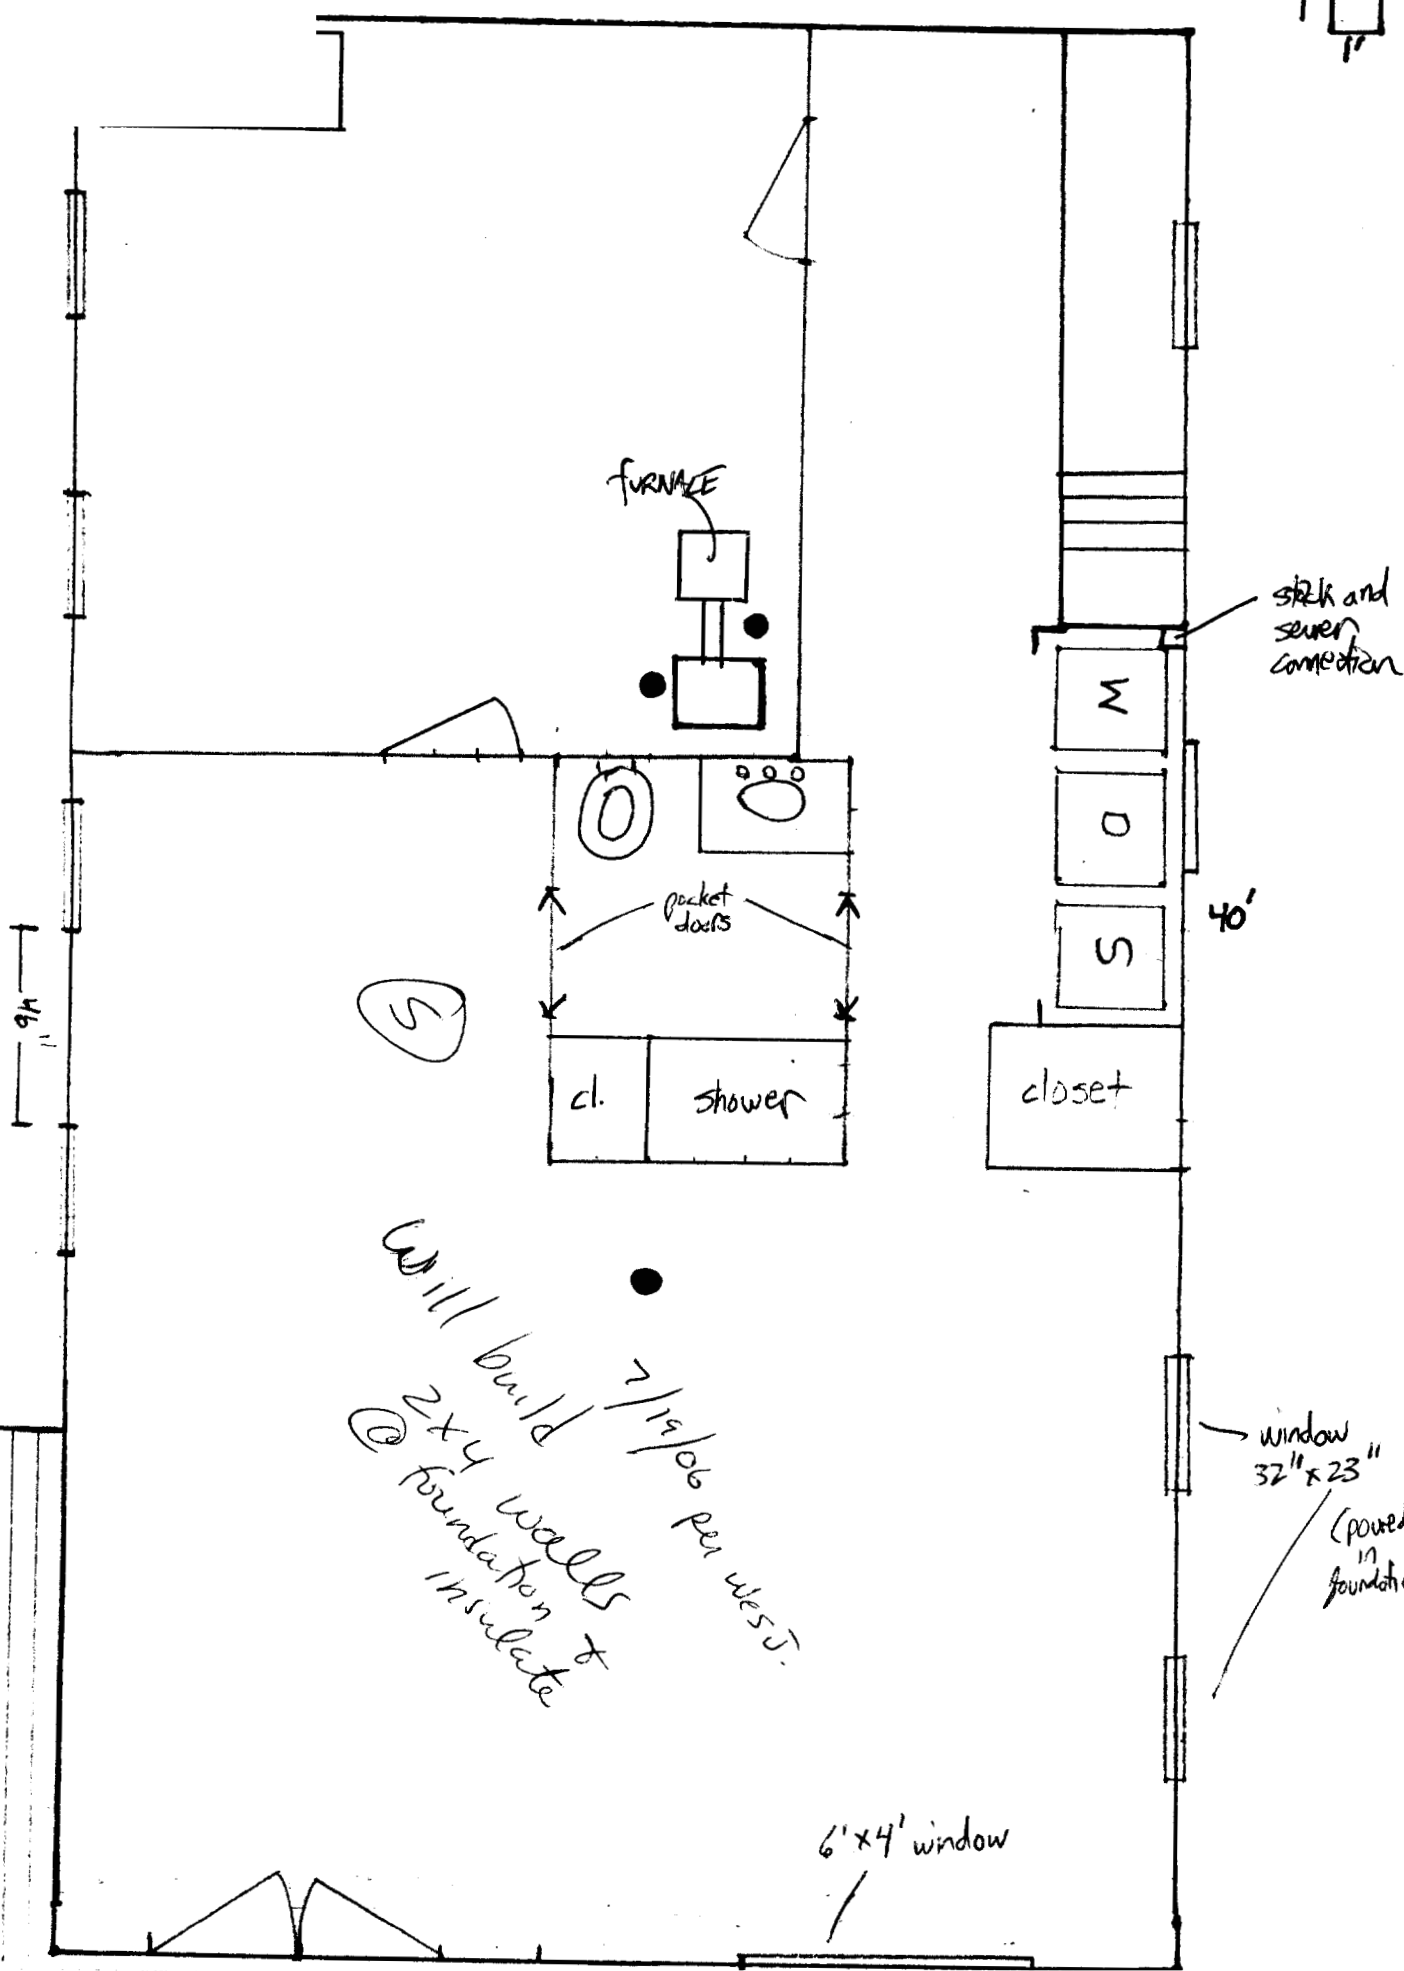 1"
FURNACE
stack and
sewer
connection
M
D
S
pocket
doors
40'
S
cl.
shower
closet
Will build
2x4 walls
@ foundation &
insulate
7/19/06 per Wes J.
window
32" x 23"
(poured
in
6'x4' window